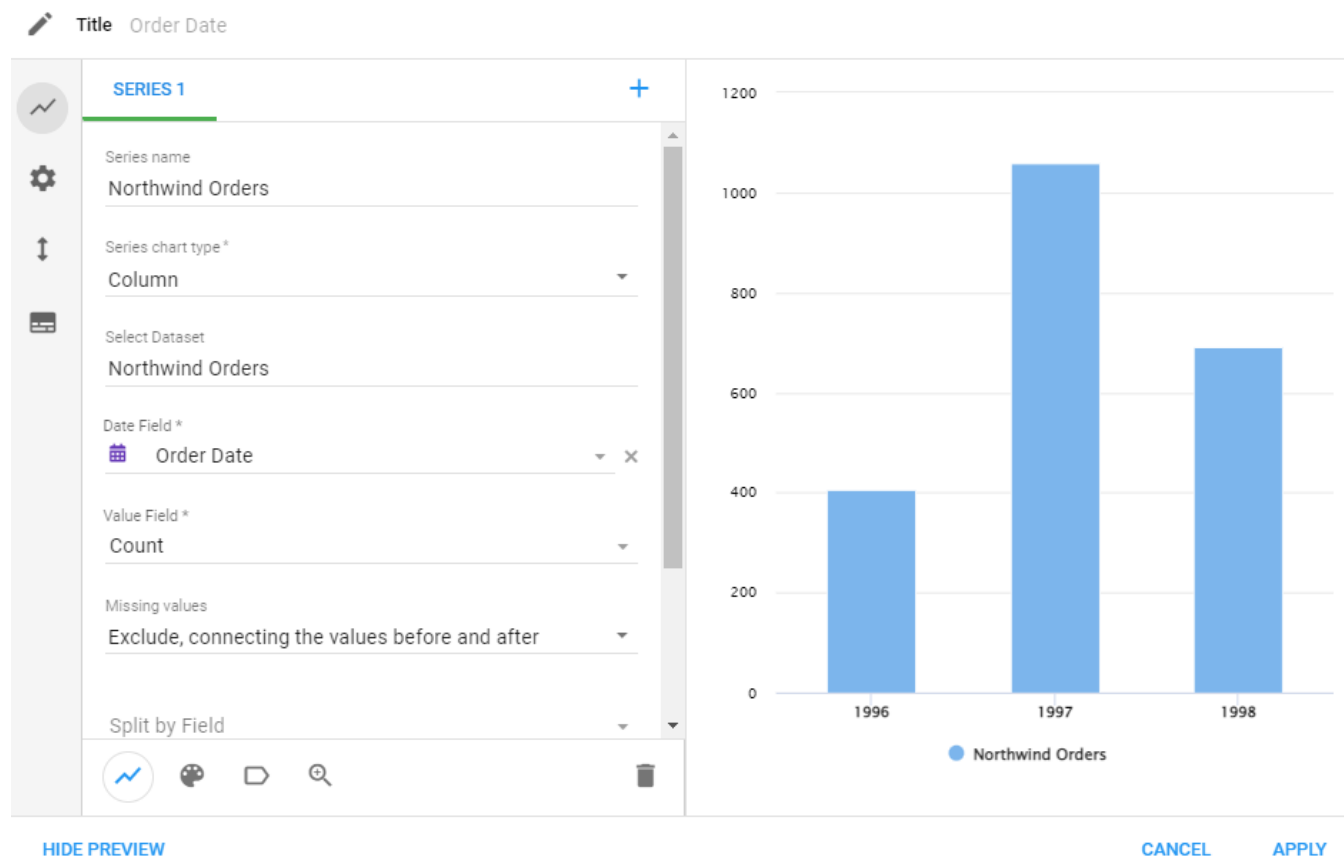 Title Order Date
SERIES 1 +
Series name
Northwind Orders
Series chart type *
Column
Select Dataset
Northwind Orders
Date Field *
Order Date
Value Field *
Count
Missing values
Exclude, connecting the values before and after
Split by Field
1200
1000
800
600
400
200
0
1996 1997 1998
Northwind Orders
HIDE PREVIEW CANCEL APPLY